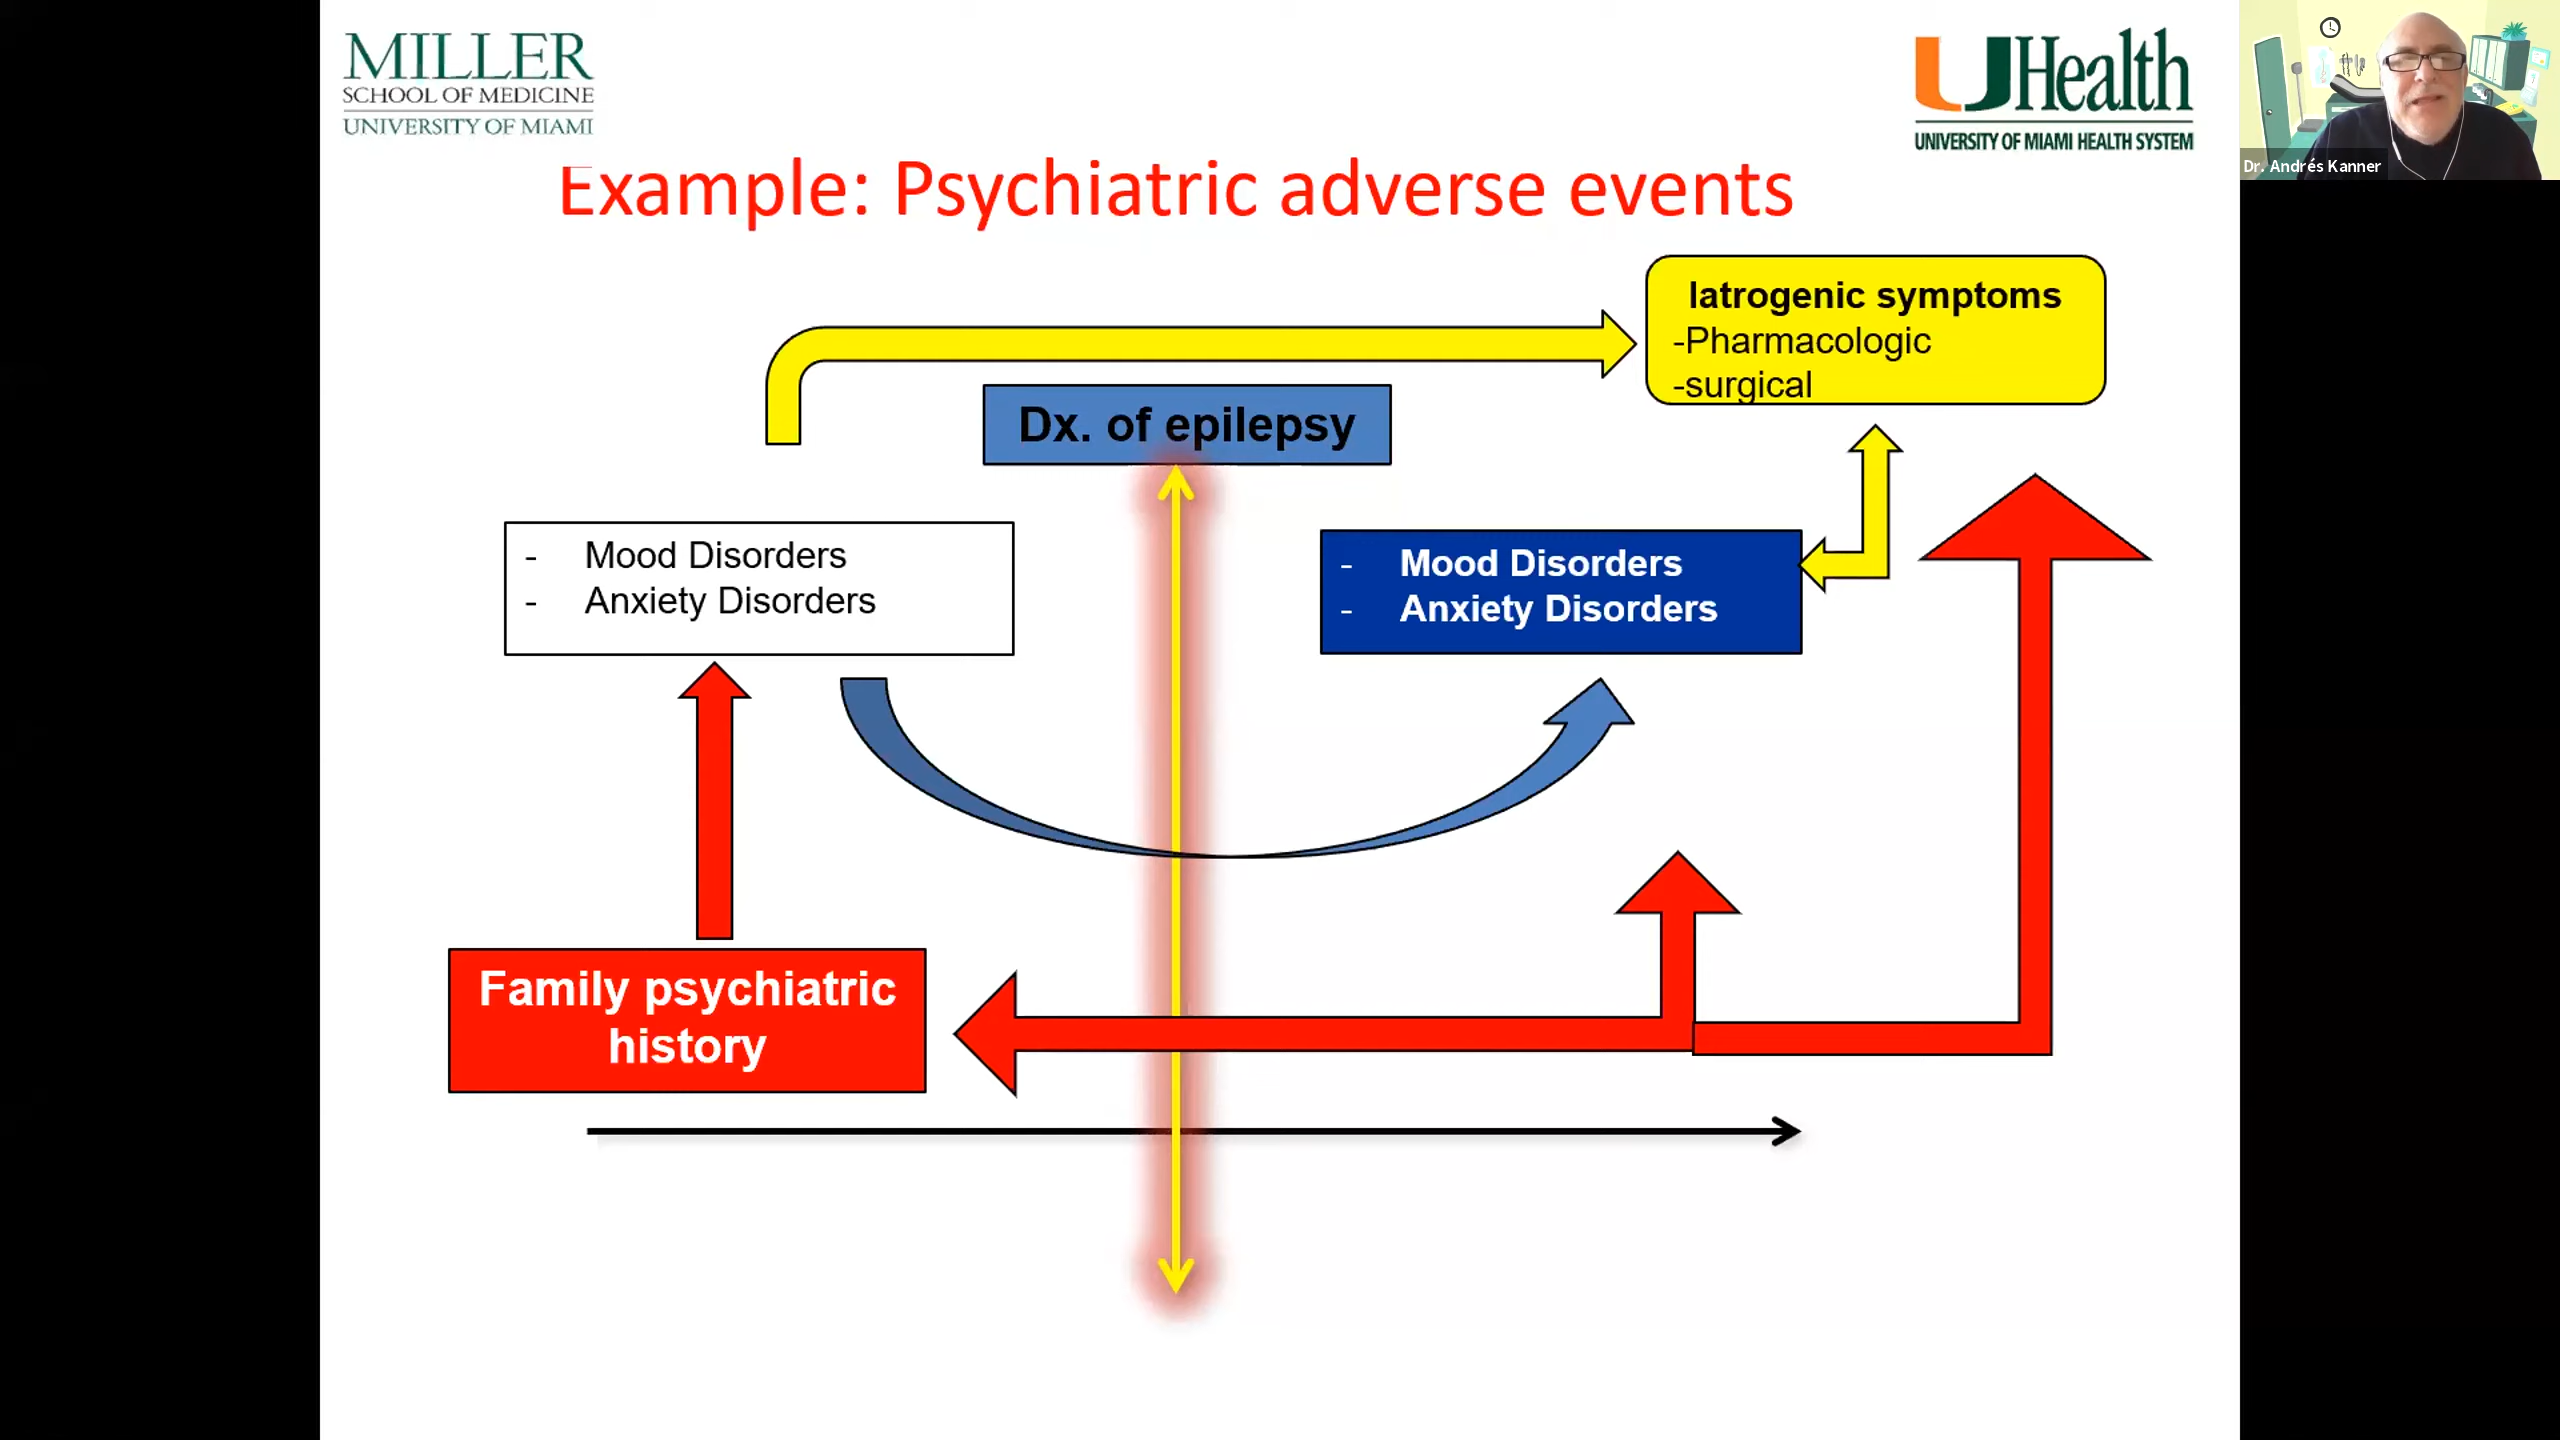 MILLER
SCHOOL OF MEDICINE
UNIVERSITY OF MIAMI
UHealth
UNIVERSITY OF MIAMI HEALTH SYSTEM
Dr. Andrés Kanner
Example: Psychiatric adverse events
Iatrogenic symptoms
-Pharmacologic
-surgical
Dx. of epilepsy
- Mood Disorders
- Anxiety Disorders
- Mood Disorders
- Anxiety Disorders
Family psychiatric
history